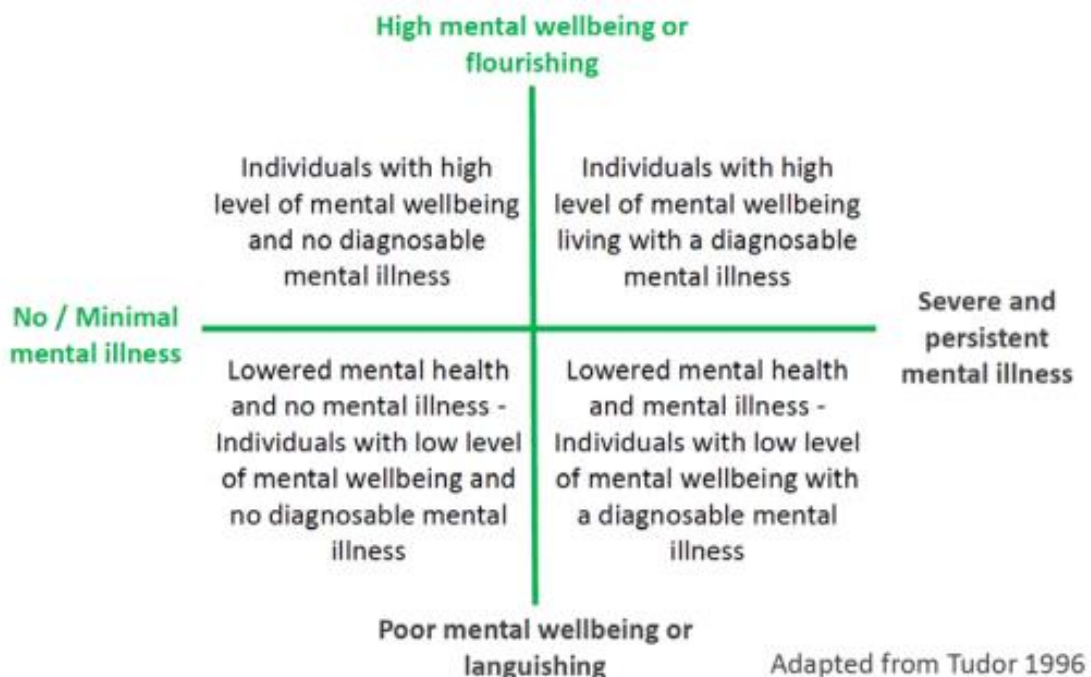 High mental wellbeing or
flourishing
Individuals with high
level of mental wellbeing
and no diagnosable
mental illness
Individuals with high
level of mental wellbeing
living with a diagnosable
mental illness
No / Minimal
mental illness
Severe and
persistent
mental illness
Lowered mental health
and no mental illness -
Individuals with low level
of mental wellbeing and
no diagnosable mental
illness
Lowered mental health
and mental illness -
Individuals with low level
of mental wellbeing with
a diagnosable mental
illness
Poor mental wellbeing or
languishing
Adapted from Tudor 1996